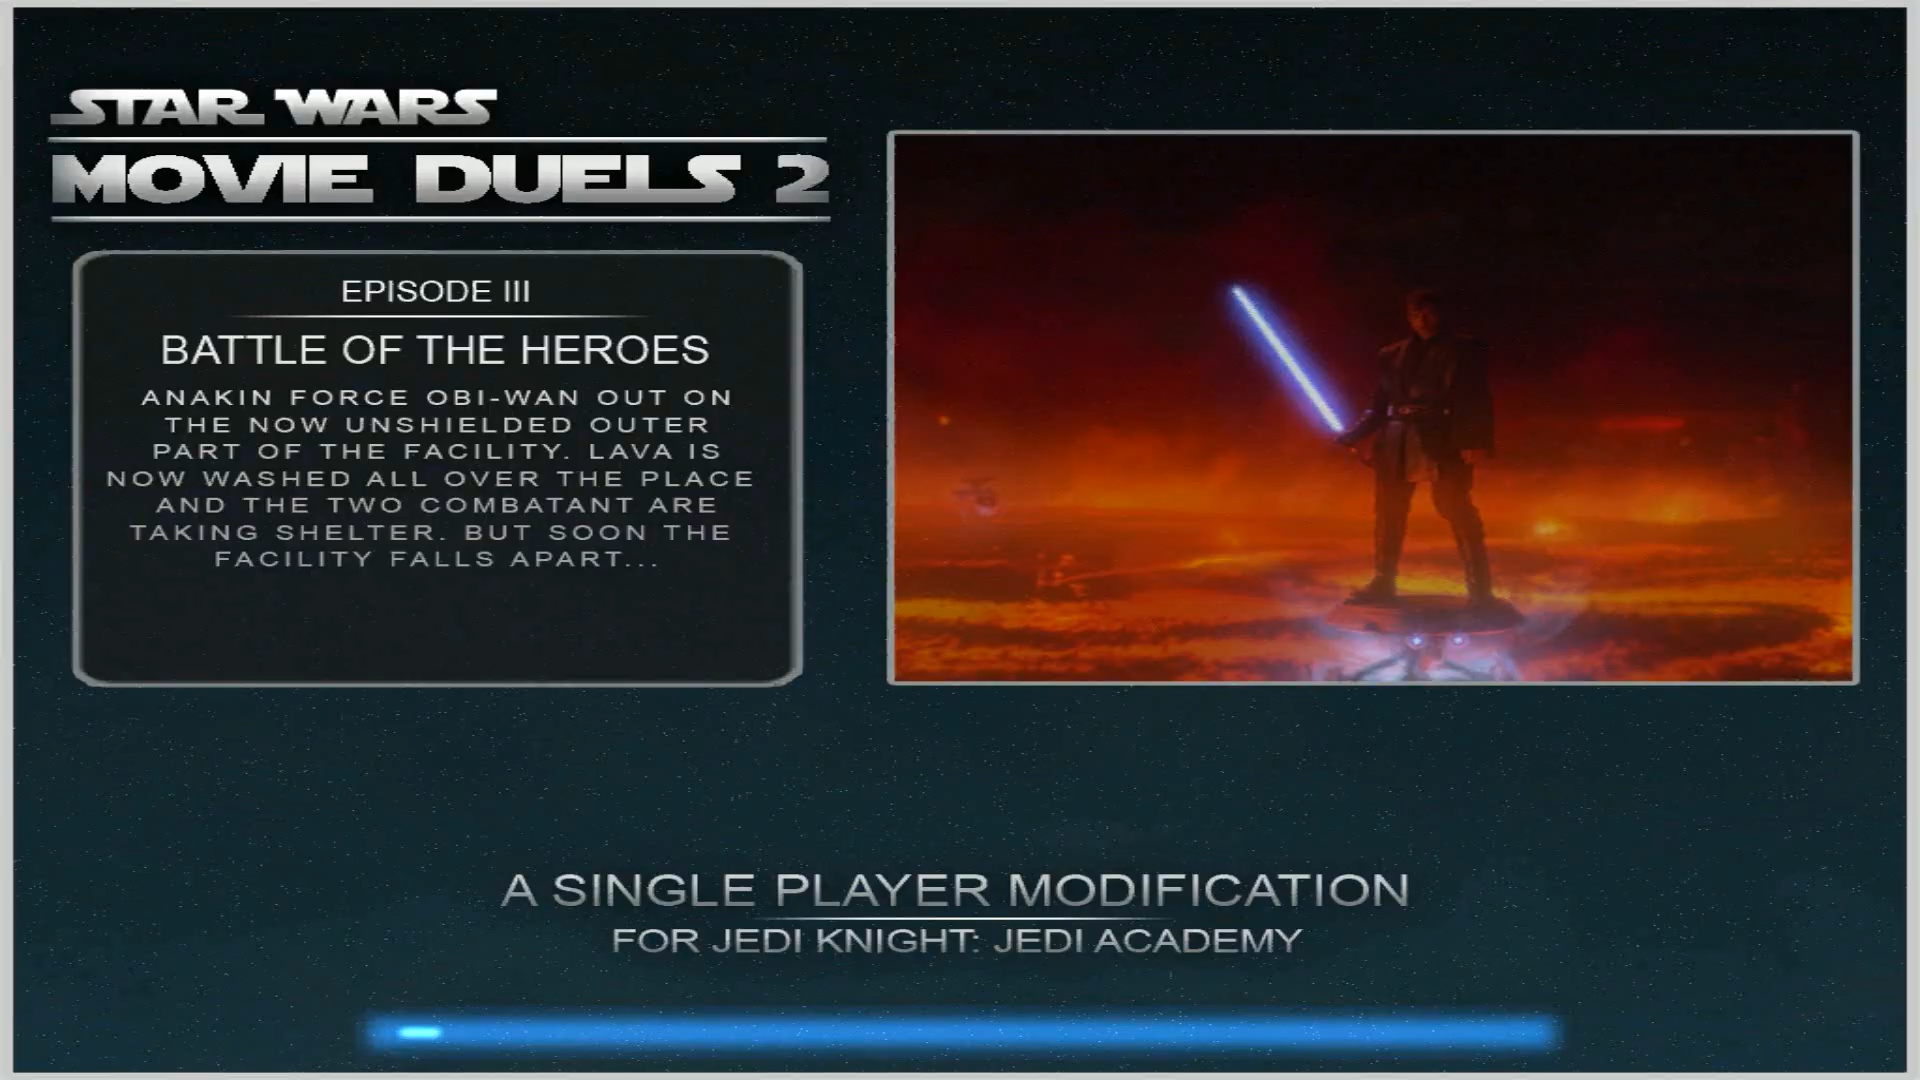 STAR WARS
MOVIE DUELS 2
EPISODE III
BATTLE OF THE HEROES
ANAKIN FORCE OBI-WAN OUT ON
THE NOW UNSHIELDED OUTER
PART OF THE FACILITY. LAVA IS
NOW WASHED ALL OVER THE PLACE
AND THE TWO COMBATANT ARE
TAKING SHELTER. BUT SOON THE
FACILITY FALLS APART...
A SINGLE PLAYER MODIFICATION
FOR JEDI KNIGHT: JEDI ACADEMY